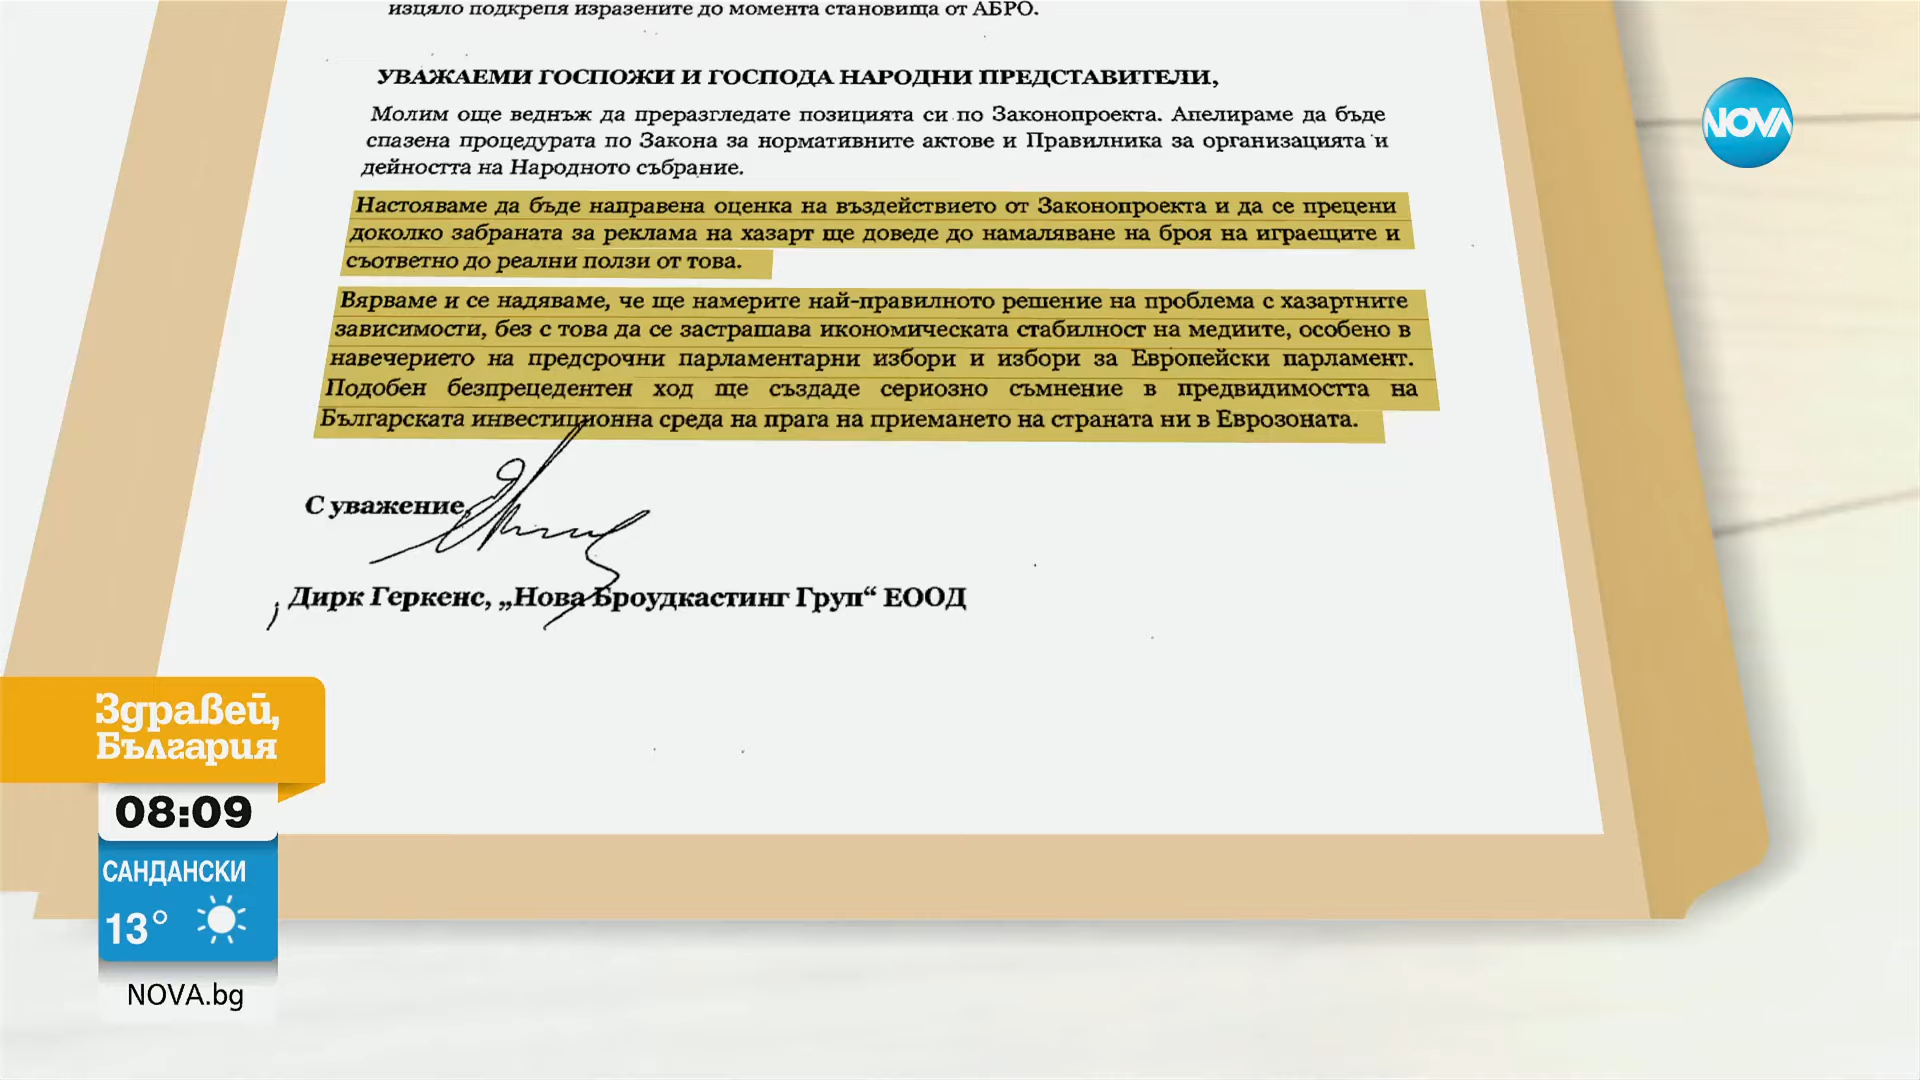 изцяло подкрепя изразените до момента становища от АБРО.
УВАЖАЕМИ ГОСПОЖИ И ГОСПОДА НАРОДНИ ПРЕДСТАВИТЕЛИ,
Молим още веднъж да преразгледате позицията си по Законопроекта. Апелираме да бъде
спазена процедурата по Закона за нормативните актове и Правилника за организацията и
дейността на Народното събрание.
Настояваме да бъде направена оценка на въздействието от Законопроекта и да се прецени
доколко забраната за реклама на хазарт ще доведе до намаляване на броя на играещите и
съответно до реални ползи от това.
Вярваме и се надяваме, че ще намерите най-правилното решение на проблема с хазартните
зависимости, без с това да се застрашава икономическата стабилност на медиите, особено в
навечерието на предсрочни парламентарни избори и избори за Европейски парламент.
Подобен безпрецедентен ход ще създаде сериозно съмнение в предвидимостта на
Българската инвестиционна среда на прага на приемането на страната ни в Еврозоната.
С уважение,
Дирк Геркенс, „Нова Броудкастинг Груп“ ЕООД
NOVA
Здравей,
България
08:09
САНДАНСКИ
13°
NOVA.bg